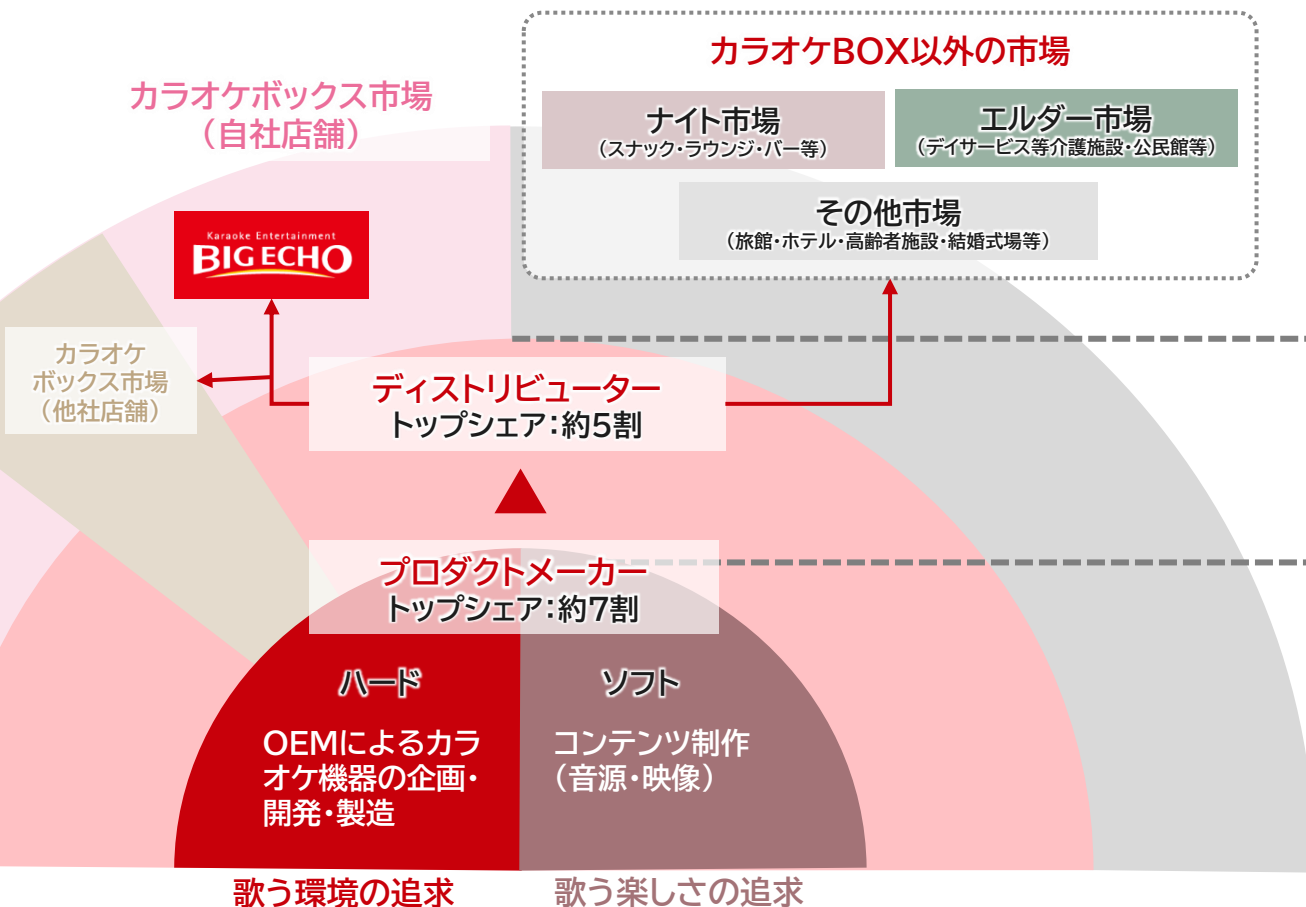 カラオケBOX以外の市場
ナイト市場
（スナック・ラウンジ・バー等）
エルダー市場
（デイサービス等介護施設・公民館等）
その他市場
（旅館・ホテル・高齢者施設・結婚式場等）
カラオケボックス市場
（自社店舗）
Karaoke Entertainment
BIG ECHO
カラオケ
ボックス市場
（他社店舗）
ディストリビューター
トップシェア：約5割
プロダクトメーカー
トップシェア：約7割
ハード
OEMによるカラ
オケ機器の企画・
開発・製造
ソフト
コンテンツ制作
（音源・映像）
歌う環境の追求
歌う楽しさの追求